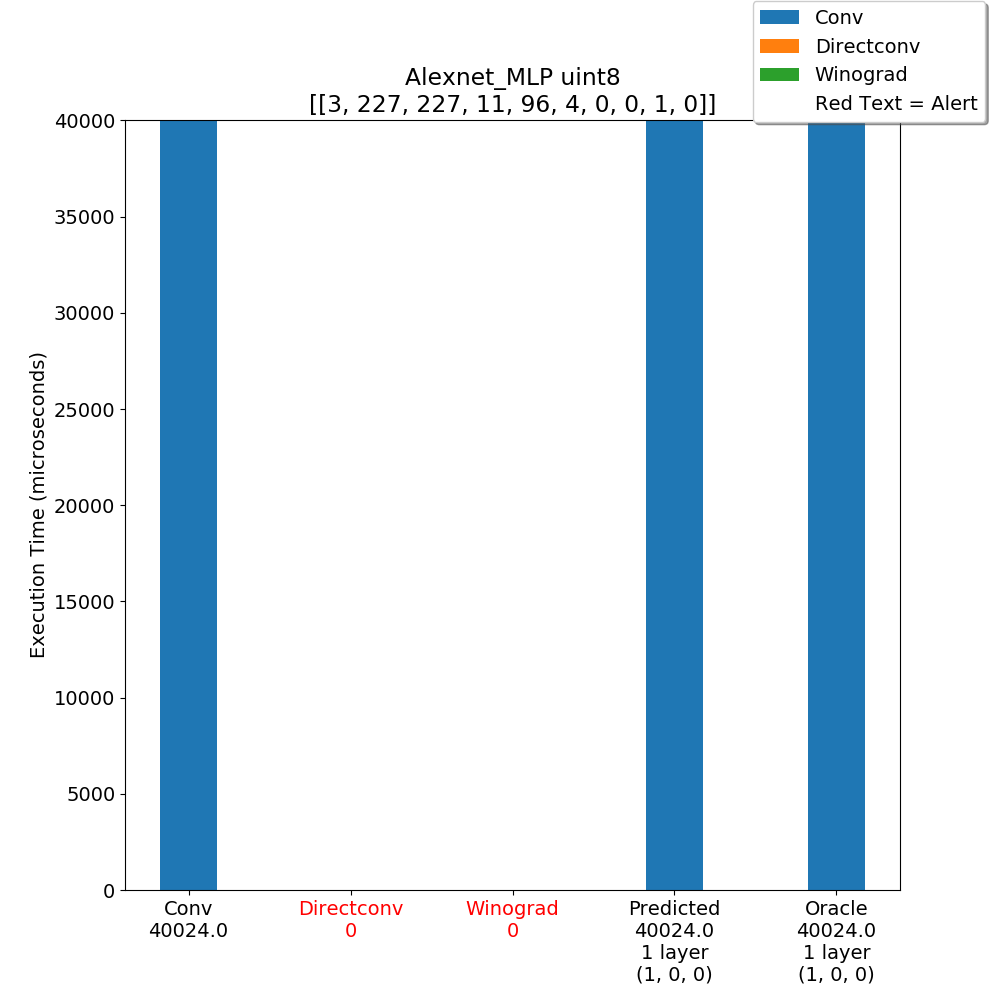 Conv
Directconv
Winograd
Red Text = Alert
Alexnet_MLP uint8
[[3, 227, 227, 11, 96, 4, 0, 0, 1, 0]]
Execution Time (microseconds)
40000
35000
30000
25000
20000
15000
10000
5000
0
Conv
40024.0
Directconv
0
Winograd
0
Predicted
40024.0
1 layer
(1, 0, 0)
Oracle
40024.0
1 layer
(1, 0, 0)